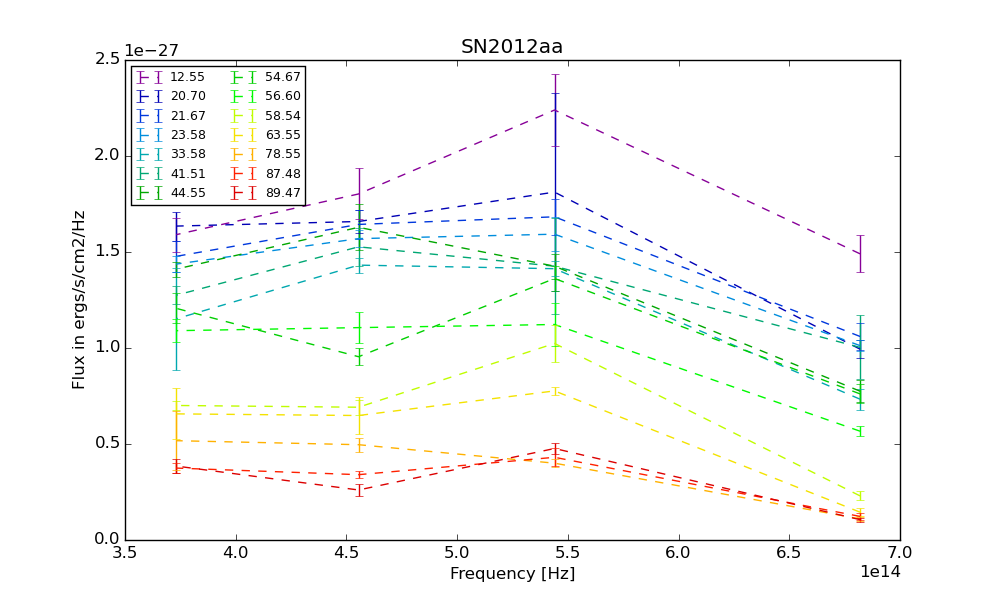 SN2012aa
1e−27
2.5
2.0
1.5
1.0
0.5
0.0
Flux in ergs/s/cm2/Hz
12.55 54.67
20.70 56.60
21.67 58.54
23.58 63.55
33.58 78.55
41.51 87.48
44.55 89.47
3.5 4.0 4.5 5.0 5.5 6.0 6.5 7.0
Frequency [Hz]
1e14